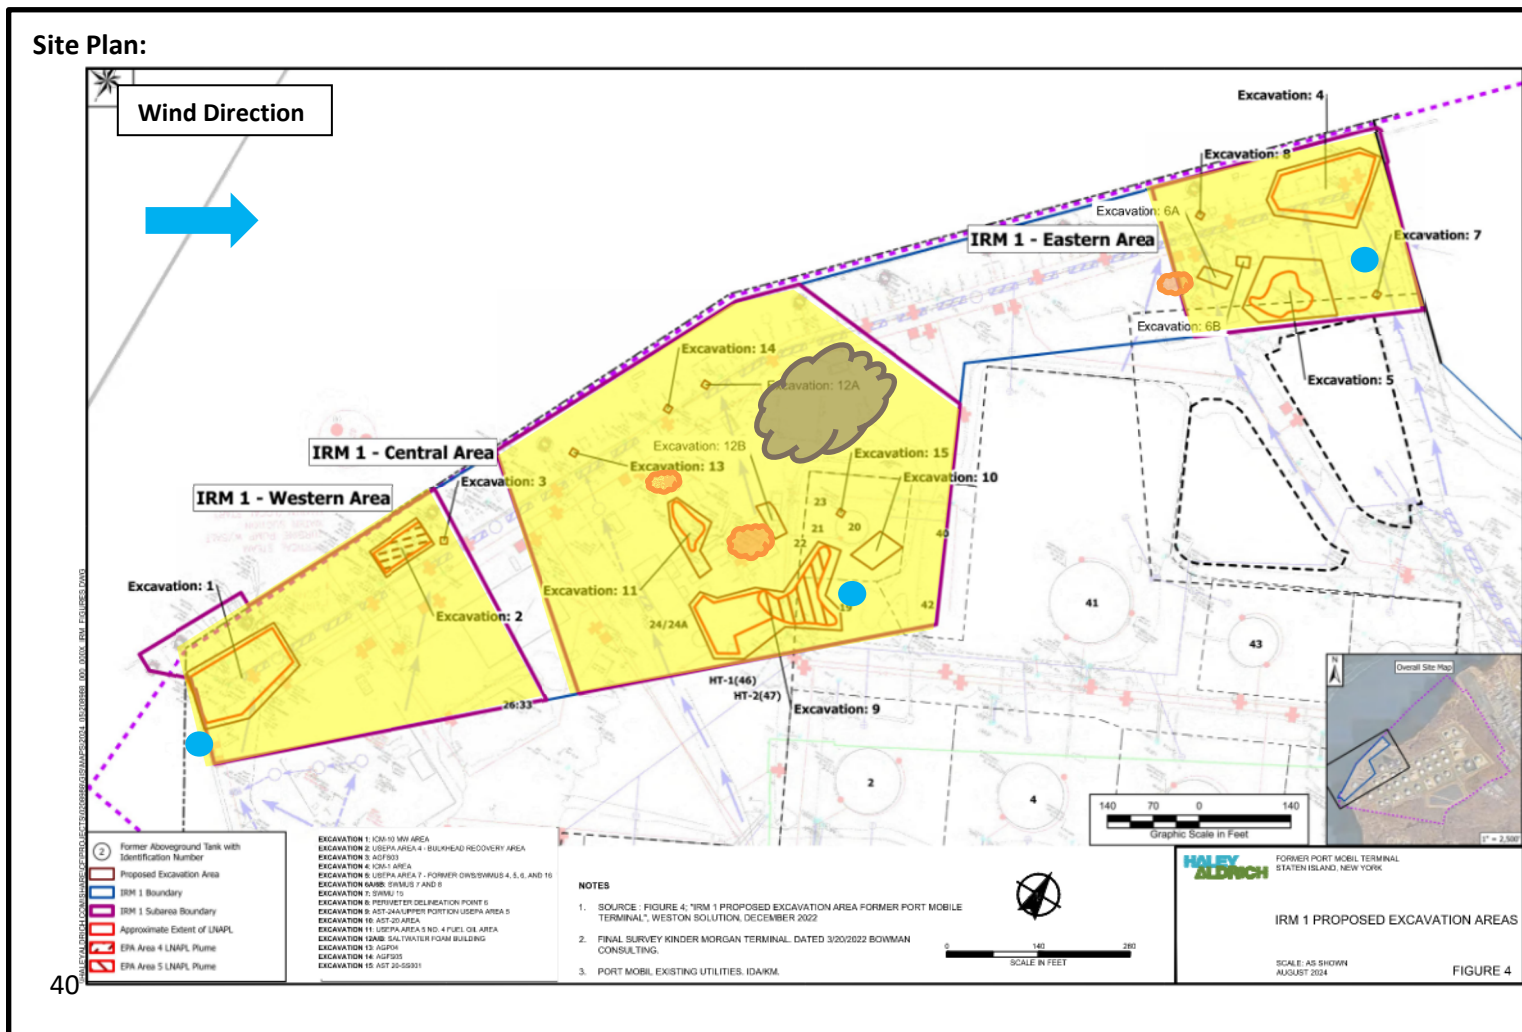 Site Plan:
Wind Direction
Excavation: 4
Excavation: 8
Excavation: 6A
IRM 1 - Eastern Area
Excavation: 7
Excavation: 6B
Excavation: 14
Excavation: 12A
Excavation: 5
IRM 1 - Central Area
Excavation: 12B
Excavation: 15
Excavation: 13
Excavation: 10
Excavation: 3
IRM 1 - Western Area
23
21
20
22
40
Excavation: 1
Excavation: 11
Excavation: 2
19
42
41
24/24A
43
HT-1(46)
HT-2(47)
26:33
Excavation: 9
2
4
N
Overall Site Map
1" = 2,500'
140 70 0 140
Graphic Scale in Feet
2 Former Aboveground Tank with
Identification Number
Proposed Excavation Area
IRM 1 Boundary
IRM 1 Subarea Boundary
Approximate Extent of LNAPL
EPA Area 4 LNAPL Plume
EPA Area 5 LNAPL Plume
EXCAVATION 1: ICM-10 MW AREA
EXCAVATION 2: USEPA AREA 4 - BULKHEAD RECOVERY AREA
EXCAVATION 3: AGFS03
EXCAVATION 4: ICM-1 AREA
EXCAVATION 5: USEPA AREA 7 - FORMER OWS/SWMUS 4, 5, 6, AND 16
EXCAVATION 6A/6B: SWMUS 7 AND 8
EXCAVATION 7: SWMU 15
EXCAVATION 8: PERIMETER DELINEATION POINT 6
EXCAVATION 9: AST-24A/UPPER PORTION USEPA AREA 5
EXCAVATION 10: AST-20 AREA
EXCAVATION 11: USEPA AREA 5 NO. 4 FUEL OIL AREA
EXCAVATION 12A/B: SALTWATER FOAM BUILDING
EXCAVATION 13: AGP04
EXCAVATION 14: AGFS05
EXCAVATION 15: AST 20-SS001
NOTES
1. SOURCE : FIGURE 4; "IRM 1 PROPOSED EXCAVATION AREA FORMER PORT MOBILE
TERMINAL", WESTON SOLUTION, DECEMBER 2022
2. FINAL SURVEY KINDER MORGAN TERMINAL. DATED 3/20/2022 BOWMAN
CONSULTING.
3. PORT MOBIL EXISTING UTILITIES. IDA/KM.
0 140 280
SCALE IN FEET
HALEY
ALDRICH
FORMER PORT MOBIL TERMINAL
STATEN ISLAND, NEW YORK
IRM 1 PROPOSED EXCAVATION AREAS
SCALE: AS SHOWN
AUGUST 2024
FIGURE 4
40